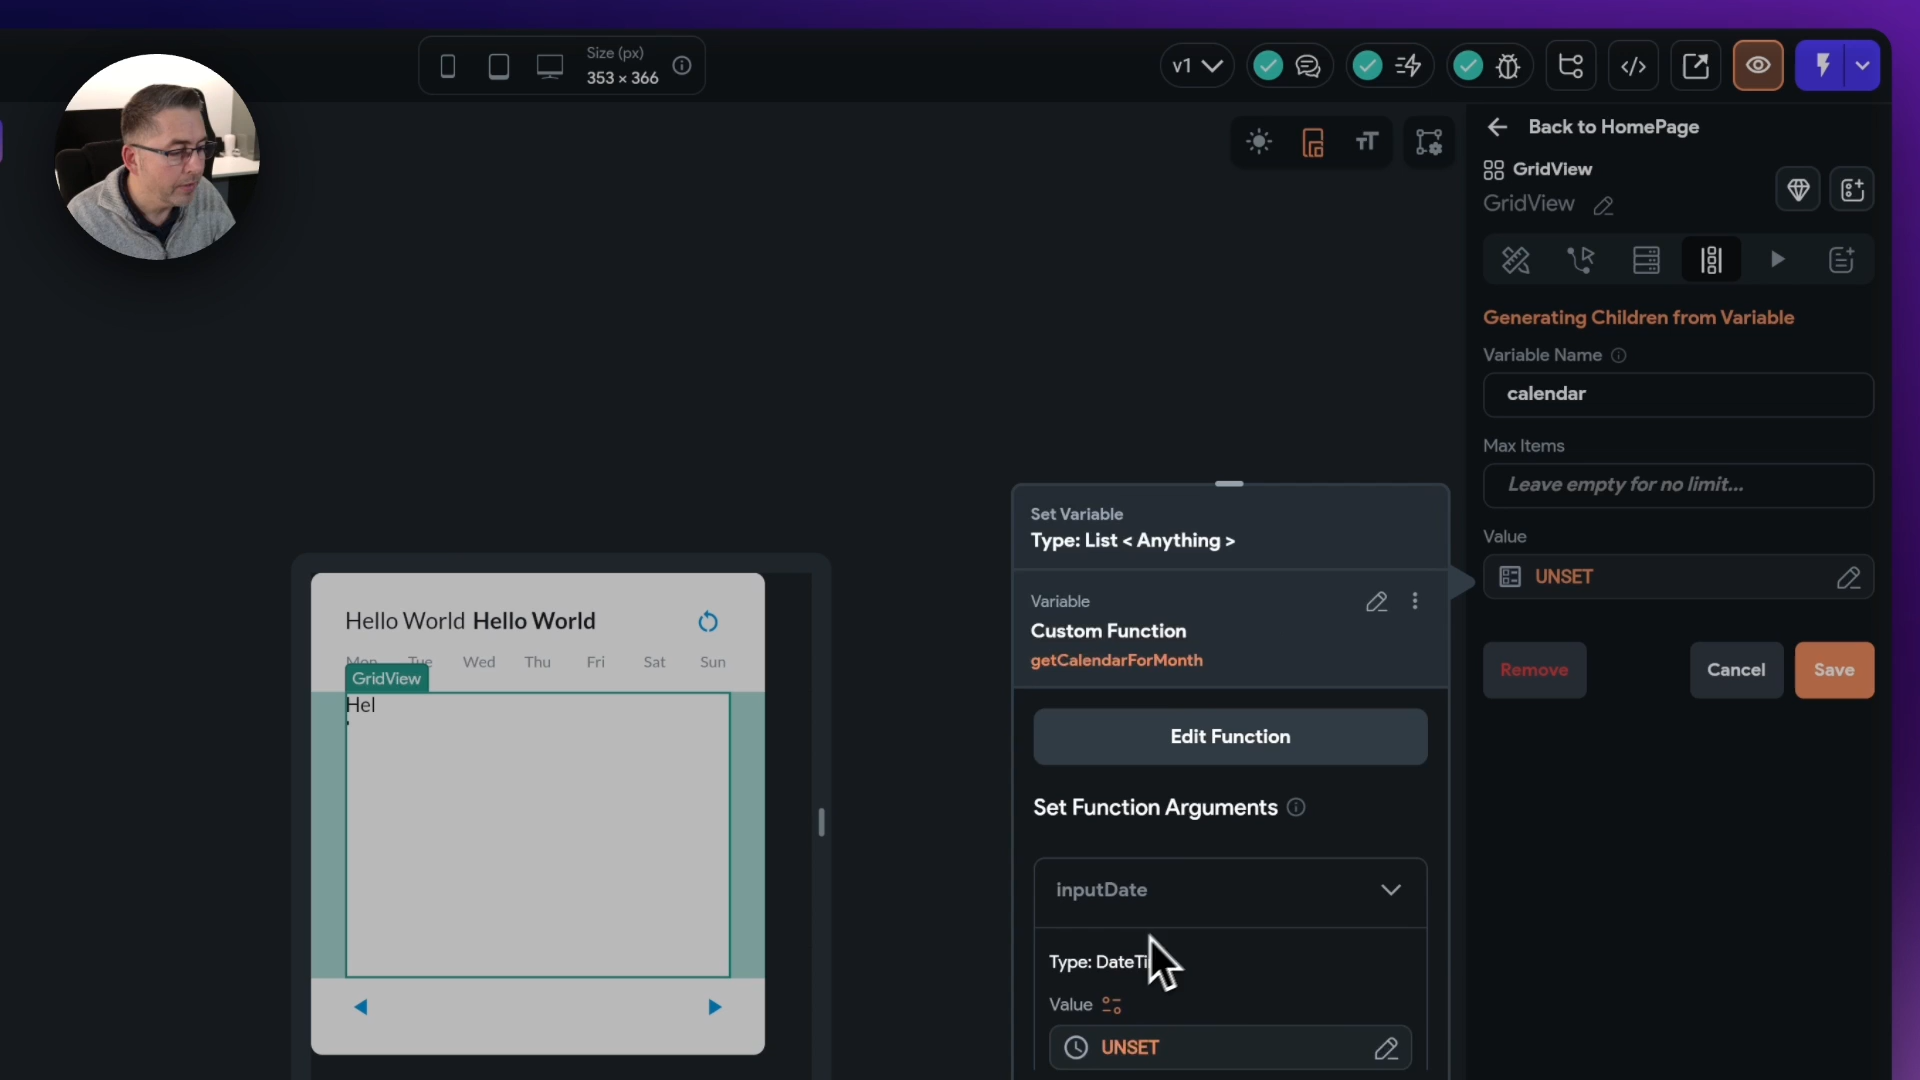 Size (px)
353 × 366
v1
Back to HomePage
GridView
GridView
Generating Children from Variable
Variable Name
calendar
Max Items
Leave empty for no limit...
Value
UNSET
Remove
Cancel
Save
Set Variable
Type: List < Anything >
Variable
Custom Function
getCalendarForMonth
Edit Function
Set Function Arguments
inputDate
Type: DateTi
Value
UNSET
Hello World Hello World
Mon Tue Wed Thu Fri Sat Sun
GridView
Hel